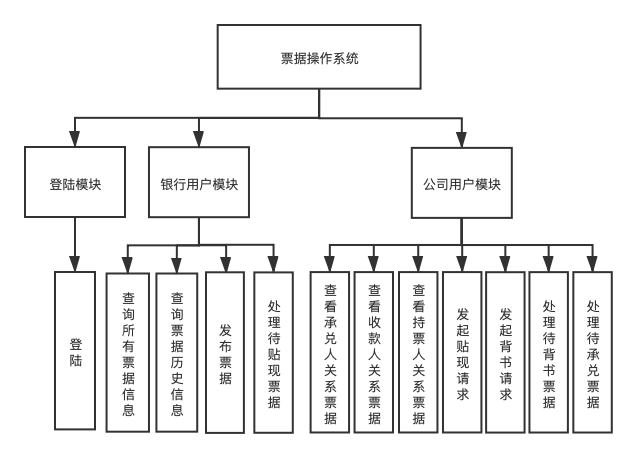 票据操作系统
登陆模块
银行用户模块
公司用户模块
登陆
查询所有票据信息
查询票据历史信息
发布票据
处理待贴现票据
查看承兑人关系票据
查看收款人关系票据
查看持票人关系票据
发起贴现请求
发起背书请求
处理待背书票据
处理待承兑票据